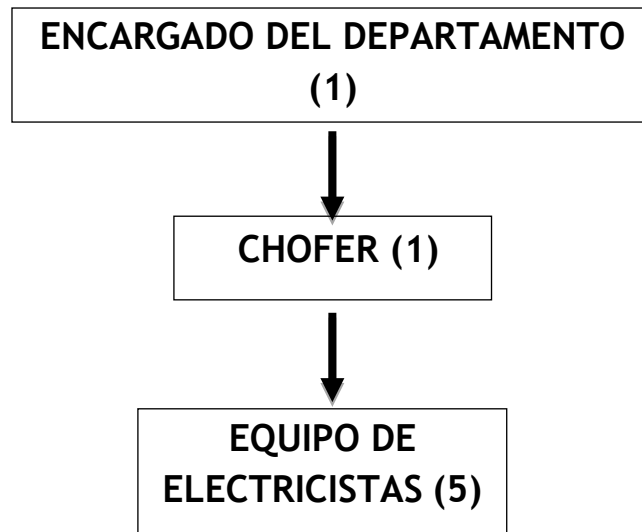 ENCARGADO DEL DEPARTAMENTO
(1)
CHOFER (1)
EQUIPO DE
ELECTRICISTAS (5)